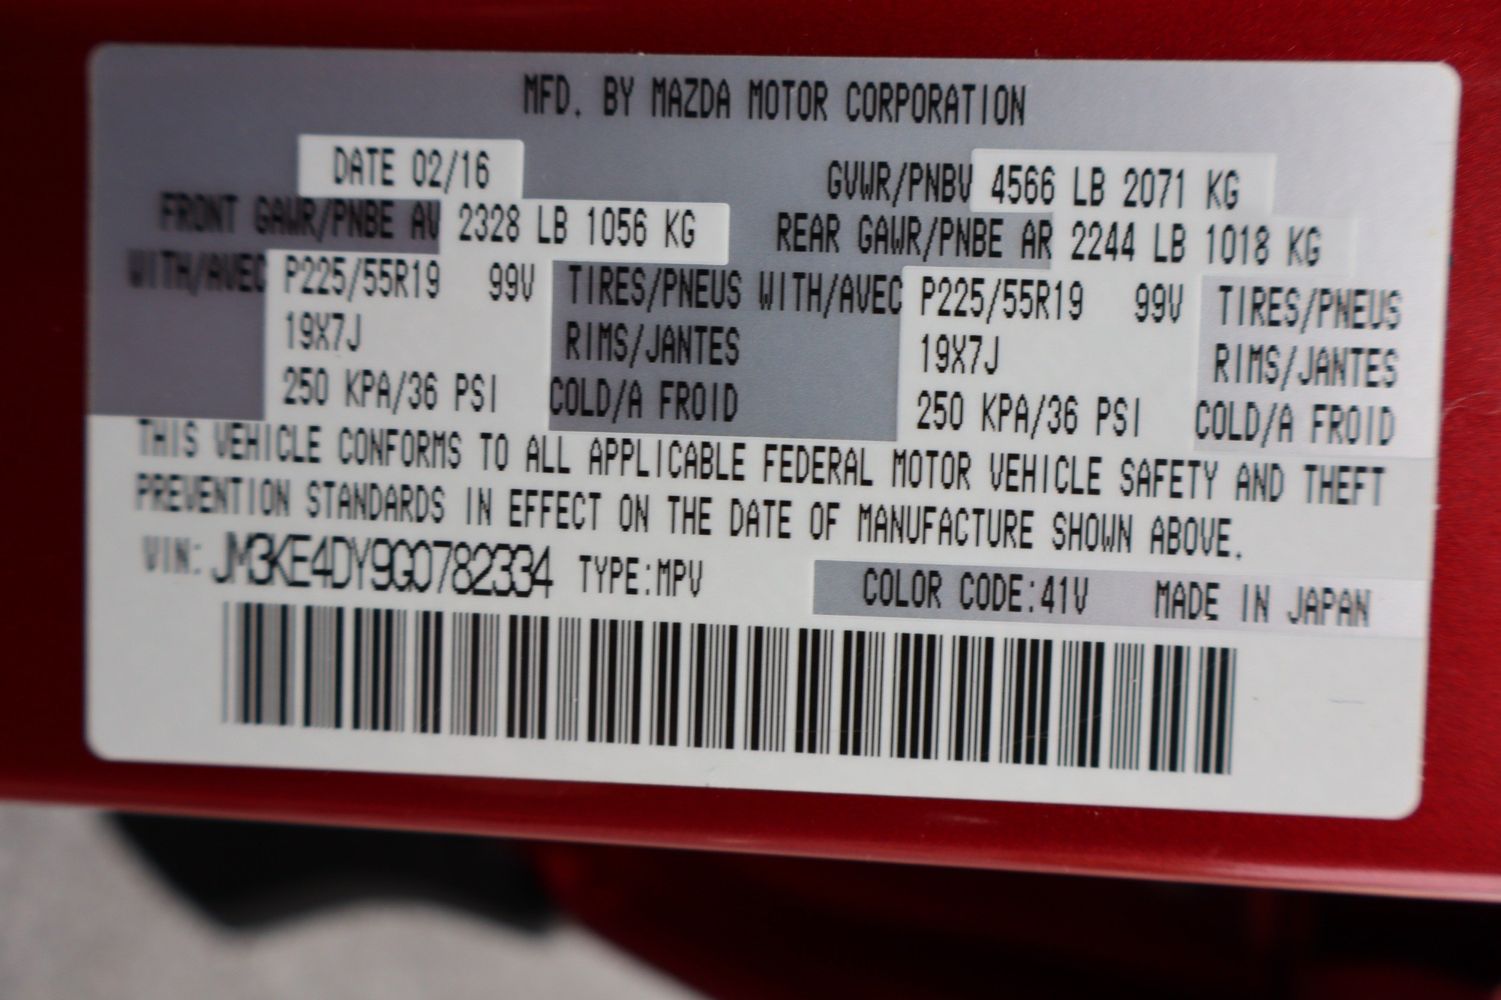 MFD. BY MAZDA MOTOR CORPORATION
DATE 02/16 GVWR/PNBV 4566 LB 2071 KG
FRONT GAWR/PNBE AV 2328 LB 1056 KG REAR GAWR/PNBE AR 2244 LB 1018 KG
WITH/AVEC P225/55R19 99V TIRES/PNEUS WITH/AVEC P225/55R19 99V TIRES/PNEUS
19X7J RIMS/JANTES 19X7J RIMS/JANTES
250 KPA/36 PSI COLD/A FROID 250 KPA/36 PSI COLD/A FROID
THIS VEHICLE CONFORMS TO ALL APPLICABLE FEDERAL MOTOR VEHICLE SAFETY AND THEFT
PREVENTION STANDARDS IN EFFECT ON THE DATE OF MANUFACTURE SHOWN ABOVE.
VIN: JM3KE4DY9G0782334 TYPE:MPV COLOR CODE:41V MADE IN JAPAN